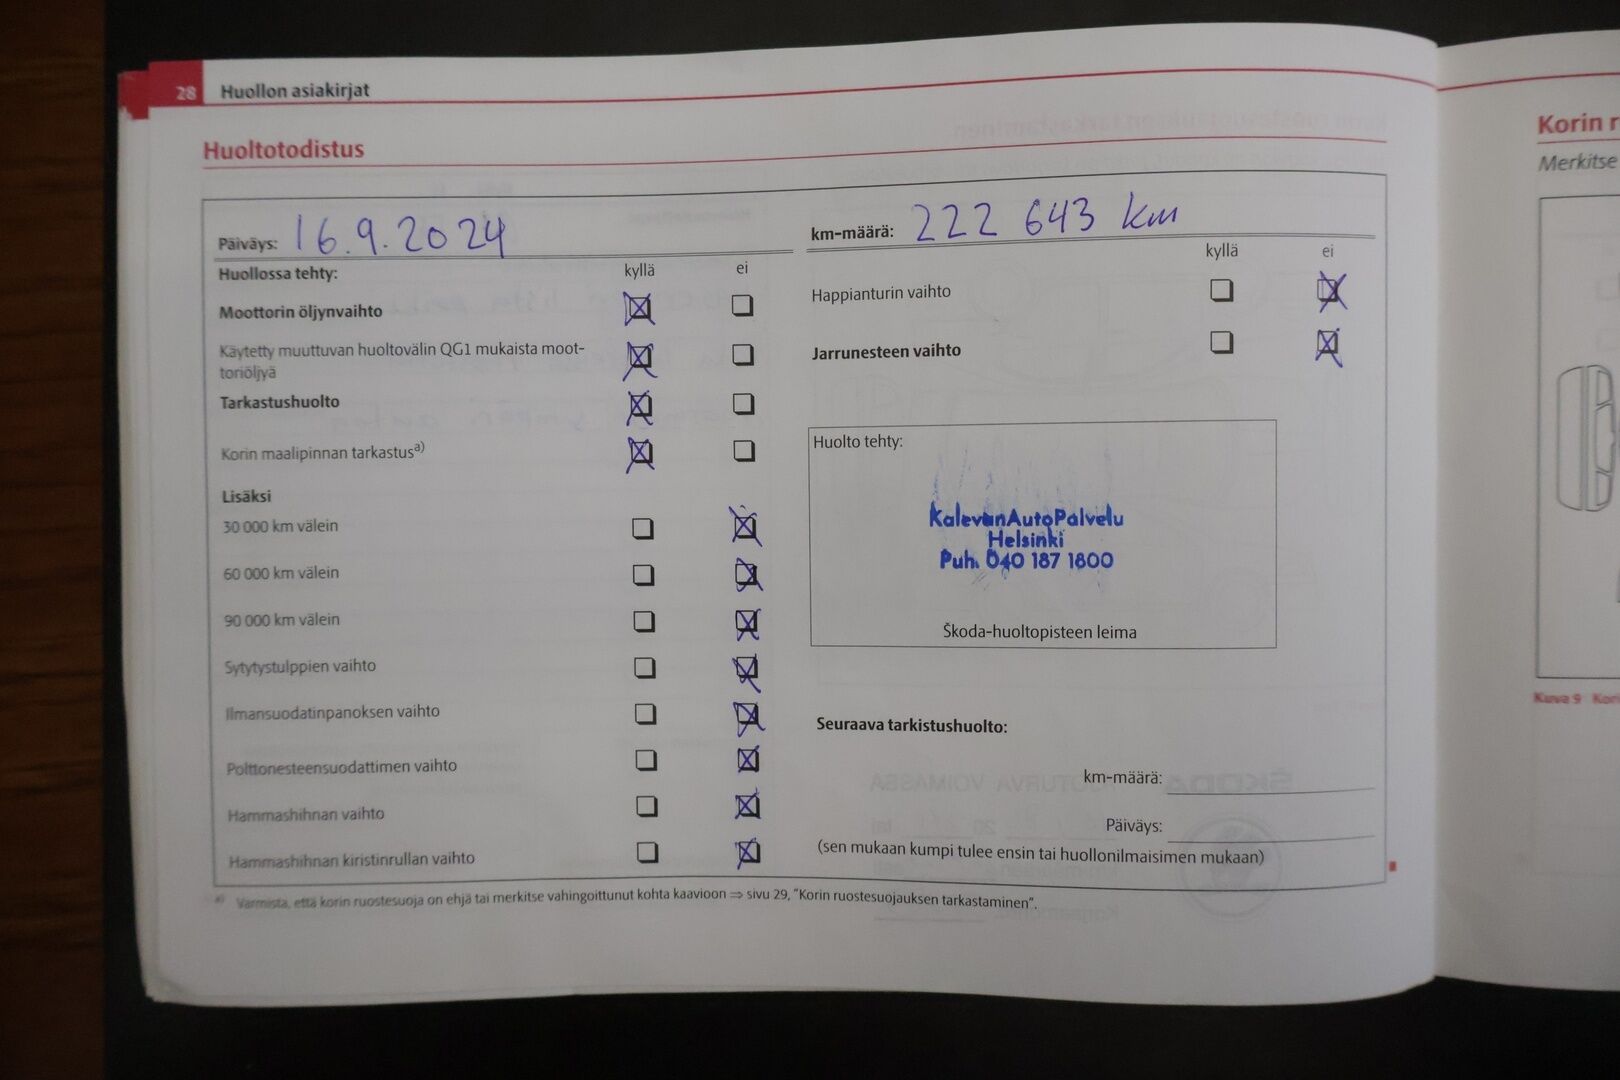 28 Huollon asiakirjat
Huoltotodistus
Päiväys: 16.9.2024
Huollossa tehty: kyllä ei
Moottorin öljynvaihto
Käytetty muuttuvan huoltovälin QG1 mukaista moot-
toriöljyä
Tarkastushuolto
Korin maalipinnan tarkastus a)
Lisäksi
30 000 km välein
60 000 km välein
90 000 km välein
Sytytystulppien vaihto
Ilmansuodatinpanoksen vaihto
Polttonesteensuodattimen vaihto
Hammashihnan vaihto
Hammashihnan kiristinrullan vaihto
km-määrä: 222 643 km
kyllä ei
Happianturin vaihto
Jarrunesteen vaihto
Huolto tehty:
KalevanAutoPalvelu
Helsinki
Puh. 040 187 1800
Škoda-huoltopisteen leima
Seuraava tarkistushuolto:
km-määrä:
Päiväys:
(sen mukaan kumpi tulee ensin tai huollonilmaisimen mukaan)
a) Varmista, että korin ruostesuoja on ehjä tai merkitse vahingoittunut kohta kaavioon ⇒ sivu 29, "Korin ruostesuojauksen tarkastaminen".
Korin r
Merkitse
Kuva 9 Kori